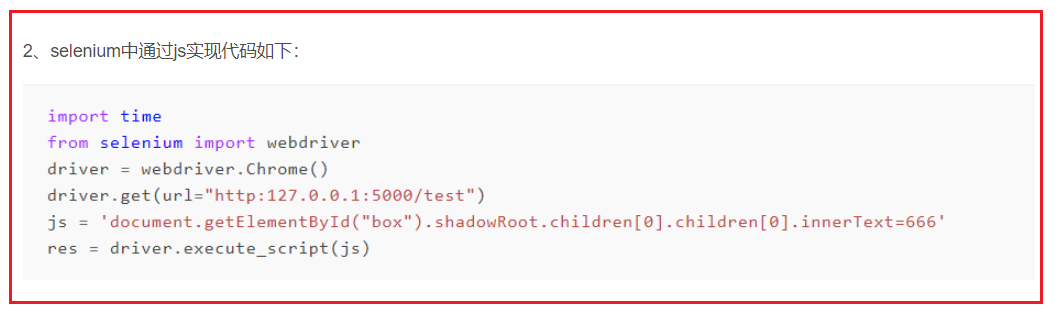 2、selenium中通过js实现代码如下：
import time
from selenium import webdriver
driver = webdriver.Chrome()
driver.get(url="http:127.0.0.1:5000/test")
js = 'document.getElementById("box").shadowRoot.children[0].children[0].innerText=666'
res = driver.execute_script(js)